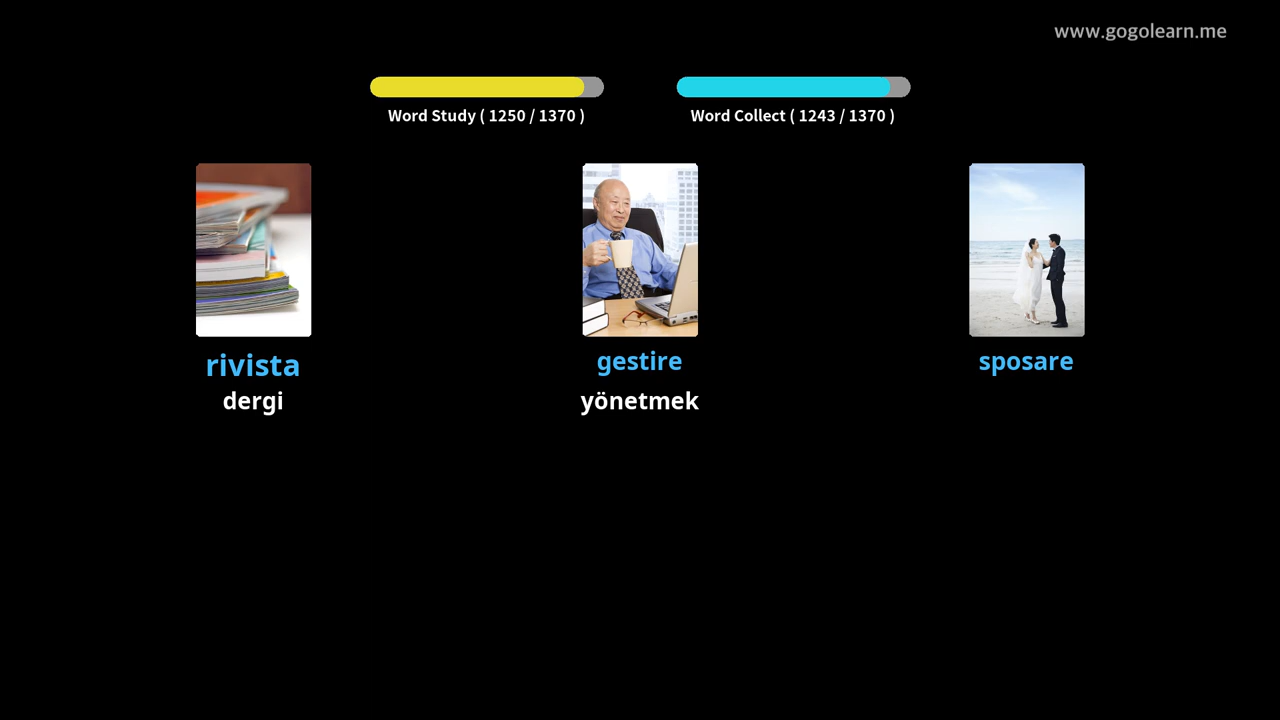 www.gogolearn.me
Word Study ( 1250 / 1370 )
Word Collect ( 1243 / 1370 )
rivista
dergi
gestire
yönetmek
sposare